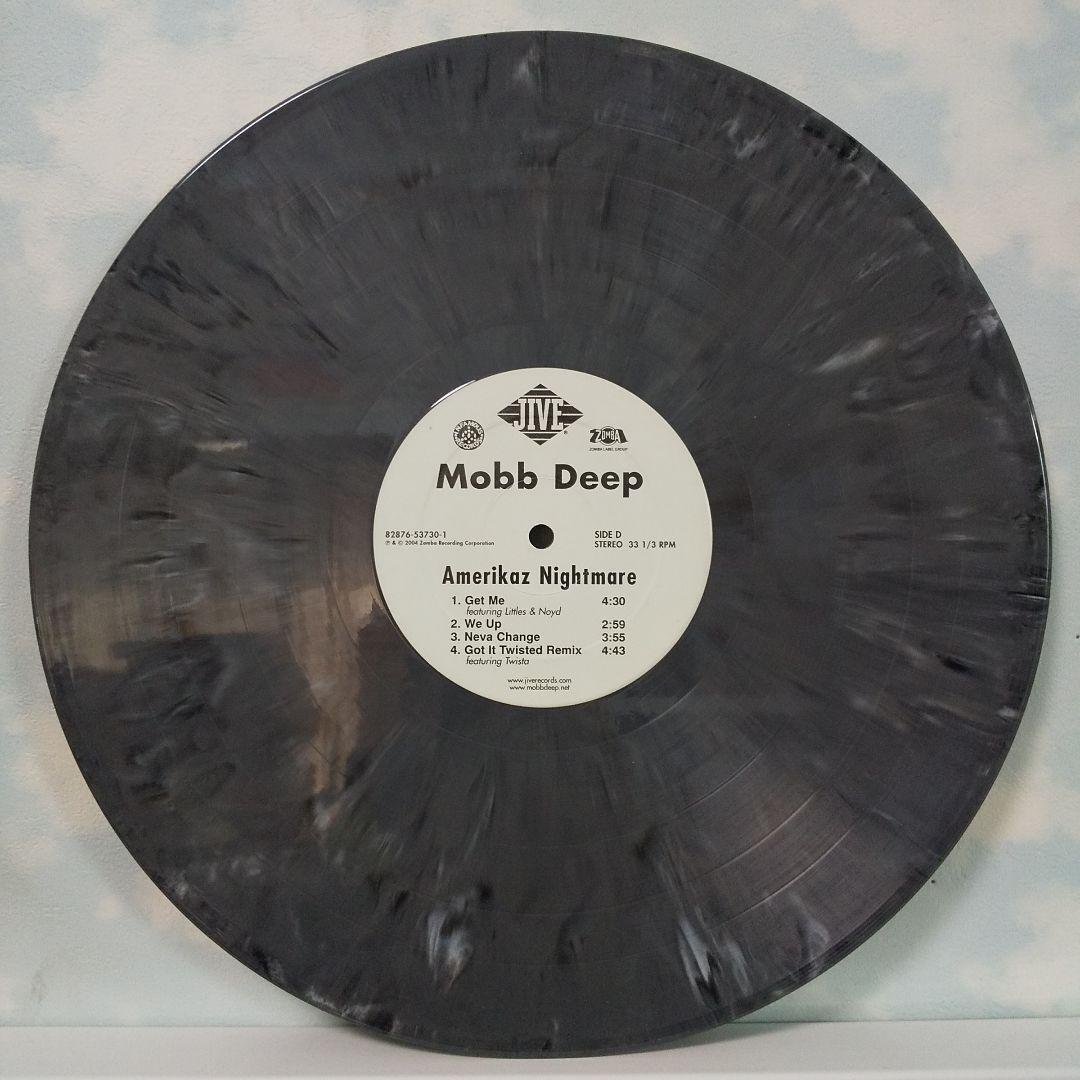 JIVE
INFAMOUS
RECORDS
ZOMBA
ZOMBA LABEL GROUP
Mobb Deep
82876-53730-1
℗ & © 2004 Zomba Recording Corporation
SIDE D
STEREO 33 1/3 RPM
Amerikaz Nightmare
1. Get Me 4:30
featuring Littles & Noyd
2. We Up 2:59
3. Neva Change 3:55
4. Got It Twisted Remix 4:43
featuring Twista
www.jiverecords.com
www.mobbdeep.net